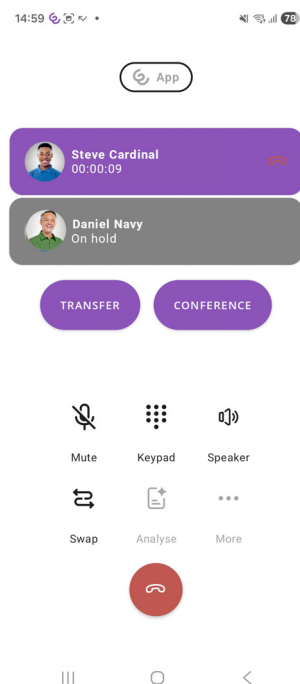 14:59
78
App
Steve Cardinal
00:00:09
Daniel Navy
On hold
TRANSFER
CONFERENCE
Mute
Keypad
Speaker
Swap
Analyse
More